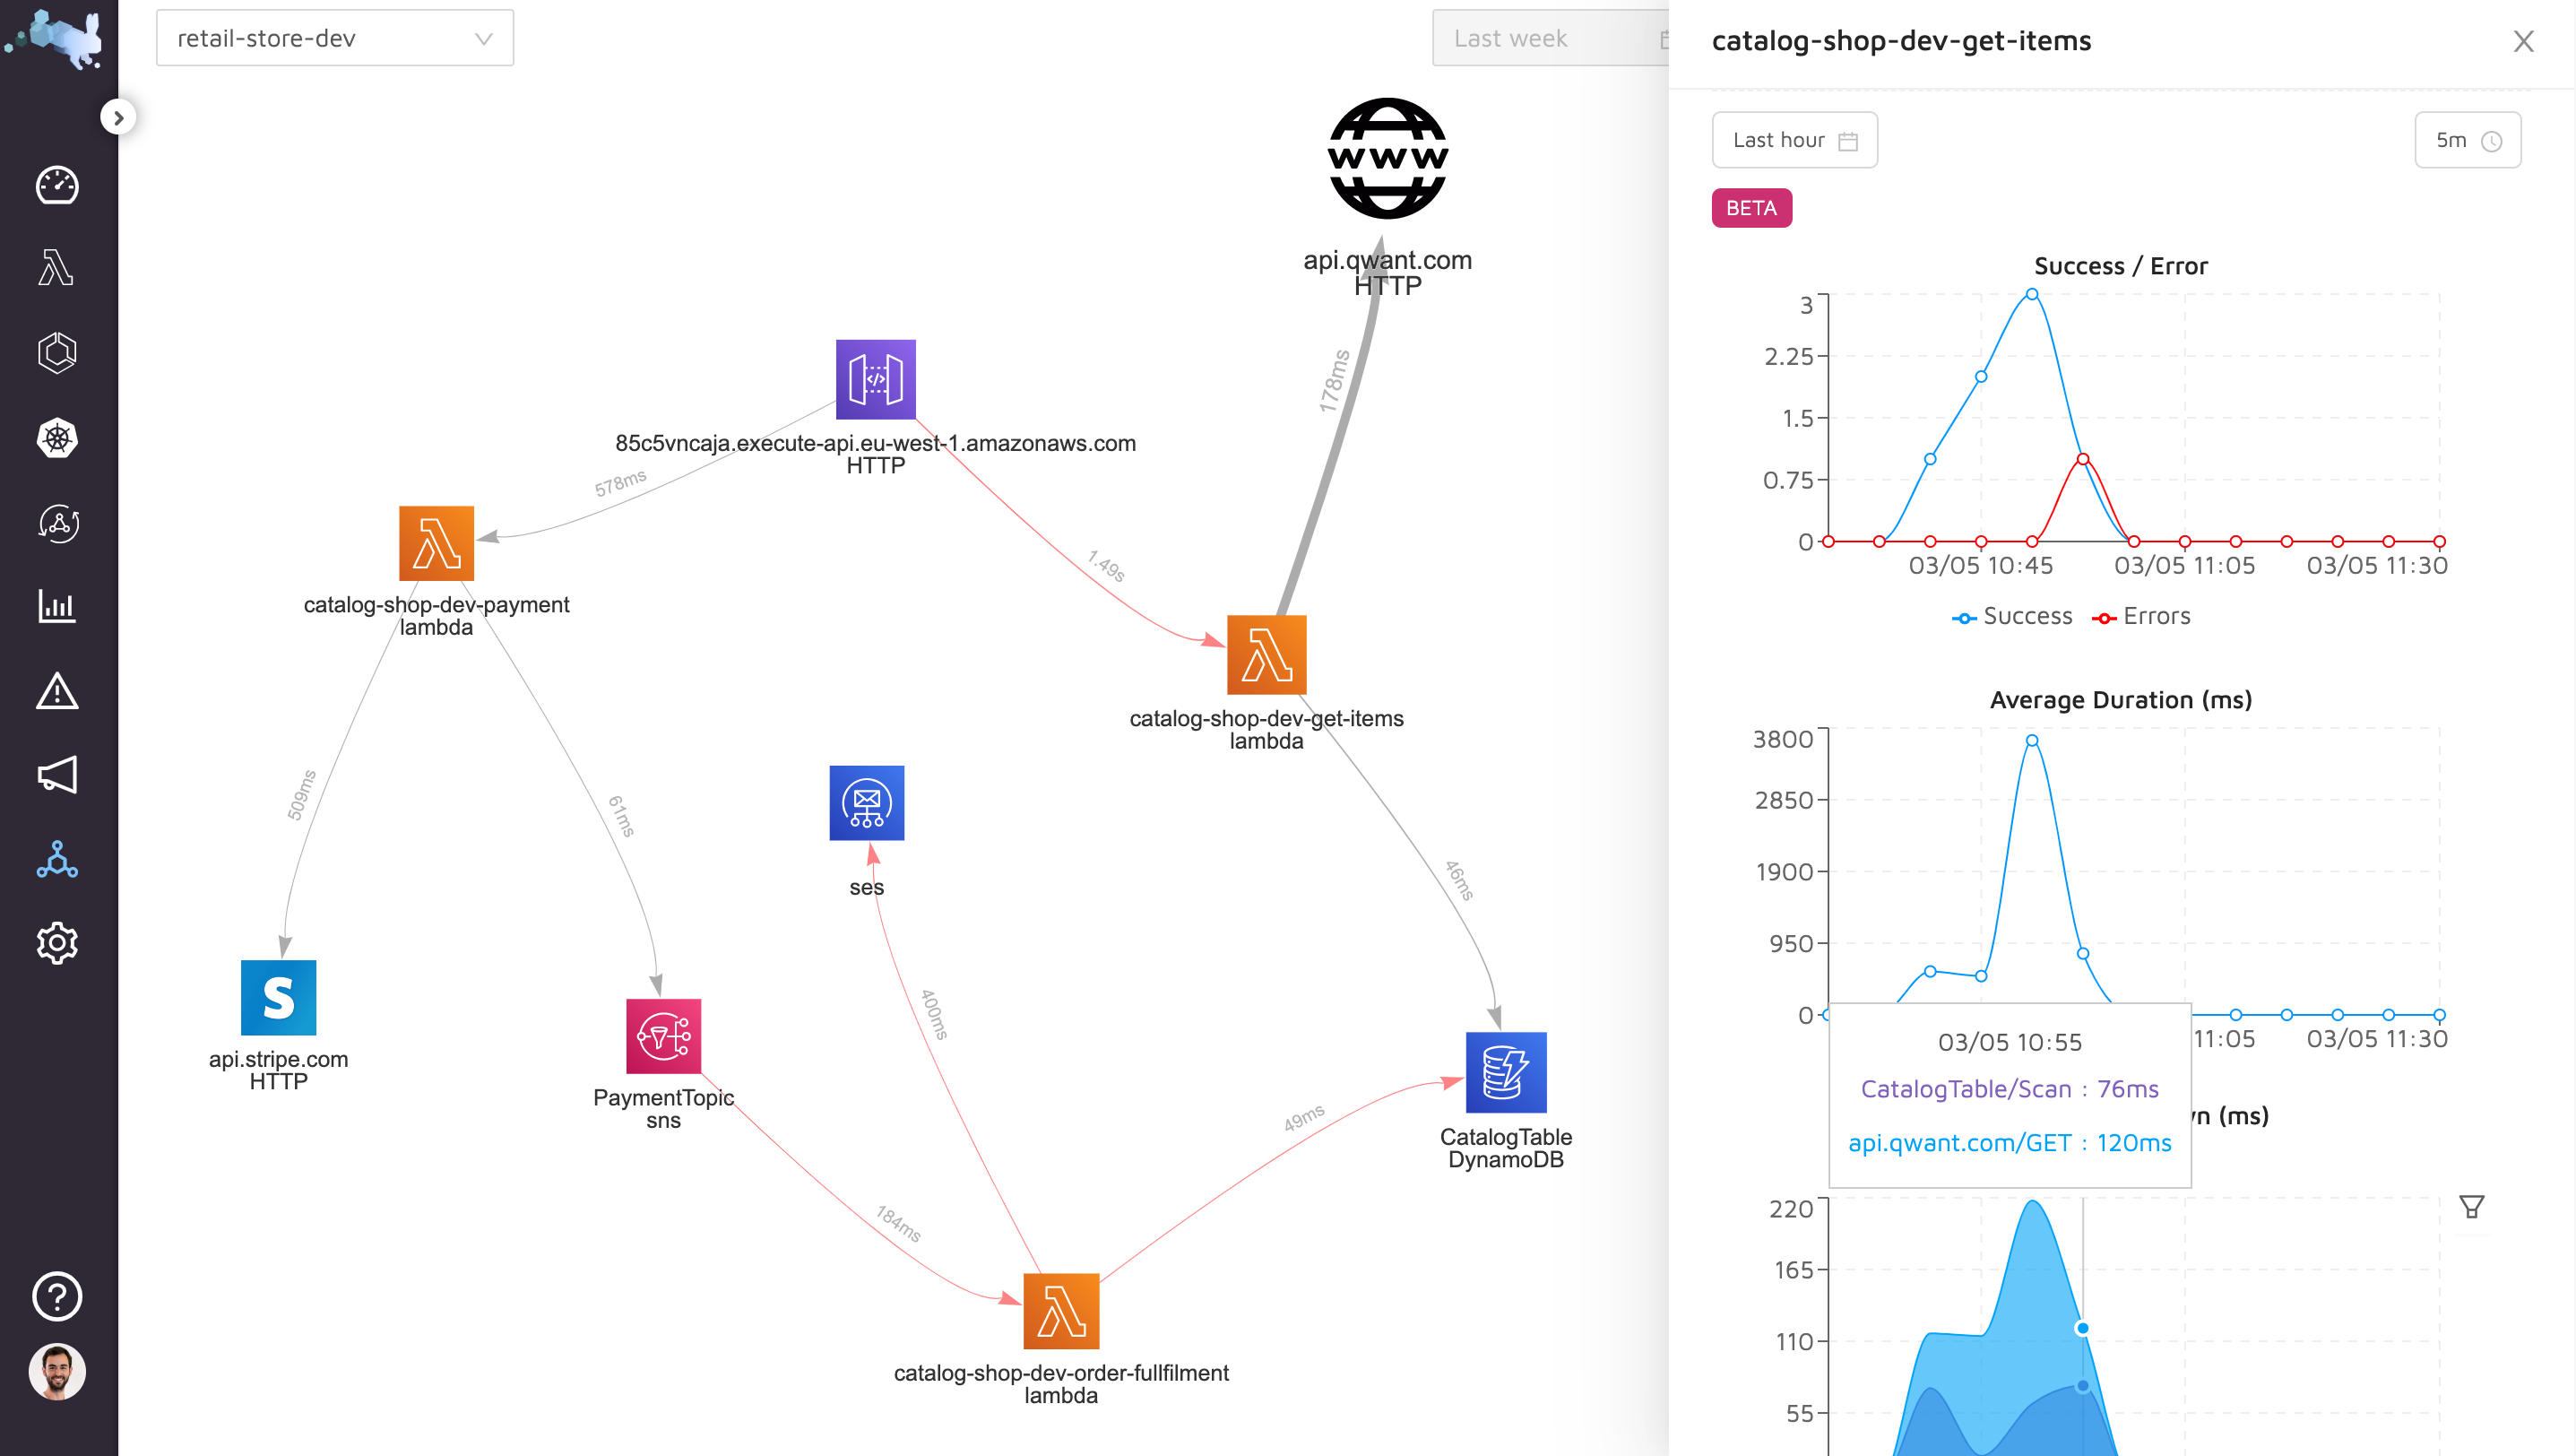 retail-store-dev
Last week
www
api.qwant.com
HTTP
178ms
85c5vncaja.execute-api.eu-west-1.amazonaws.com
HTTP
578ms
1.49s
catalog-shop-dev-payment
lambda
catalog-shop-dev-get-items
lambda
509ms
61ms
ses
46ms
400ms
S
api.stripe.com
HTTP
PaymentTopic
sns
49ms
CatalogTable
DynamoDB
184ms
catalog-shop-dev-order-fullfilment
lambda
?
catalog-shop-dev-get-items
X
Last hour
5m
BETA
Success / Error
3
2.25
1.5
0.75
0
03/05 10:45 03/05 11:05 03/05 11:30
Success Errors
Average Duration (ms)
3800
2850
1900
950
0
11:05 03/05 11:30
03/05 10:55
CatalogTable/Scan : 76ms
api.qwant.com/GET : 120ms
(ms)
220
165
110
55